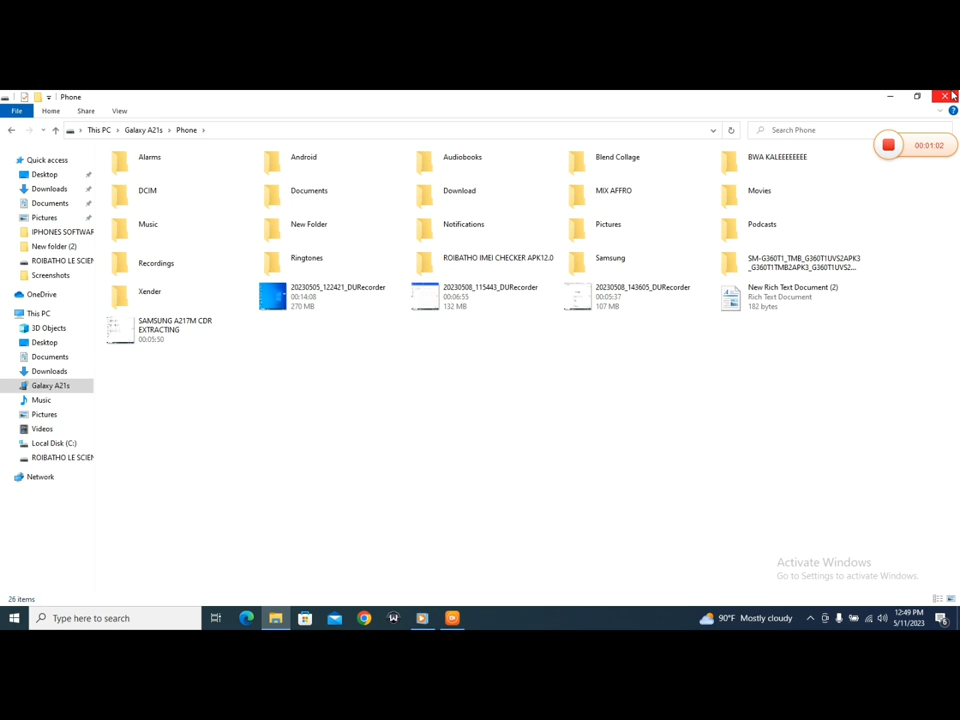 Phone
File Home Share View
This PC Galaxy A21s Phone
Search Phone
00:01:02
Quick access
Desktop
Downloads
Documents
Pictures
IPHONES SOFTWAR
New folder (2)
ROIBATHO LE SCIEN
Screenshots
OneDrive
This PC
3D Objects
Desktop
Documents
Downloads
Galaxy A21s
Music
Pictures
Videos
Local Disk (C:)
ROIBATHO LE SCIEN
Network
Alarms
Android
Audiobooks
Blend Collage
BWA KALEEEEEEEE
DCIM
Documents
Download
MIX AFFRO
Movies
Music
New Folder
Notifications
Pictures
Podcasts
Recordings
Ringtones
ROIBATHO IMEI CHECKER APK12.0
Samsung
SM-G360T1_TMB_G360T1UVS2APK3
_G360T1TMB2APK3_G360T1UVS2...
Xender
20230505_122421_DURecorder
00:14:08
270 MB
20230508_115443_DURecorder
00:06:55
132 MB
20230508_143605_DURecorder
00:05:37
107 MB
New Rich Text Document (2)
Rich Text Document
182 bytes
SAMSUNG A217M CDR
EXTRACTING
00:05:50
Activate Windows
Go to Settings to activate Windows.
26 items
Type here to search
90°F Mostly cloudy
12:49 PM
5/11/2023
6